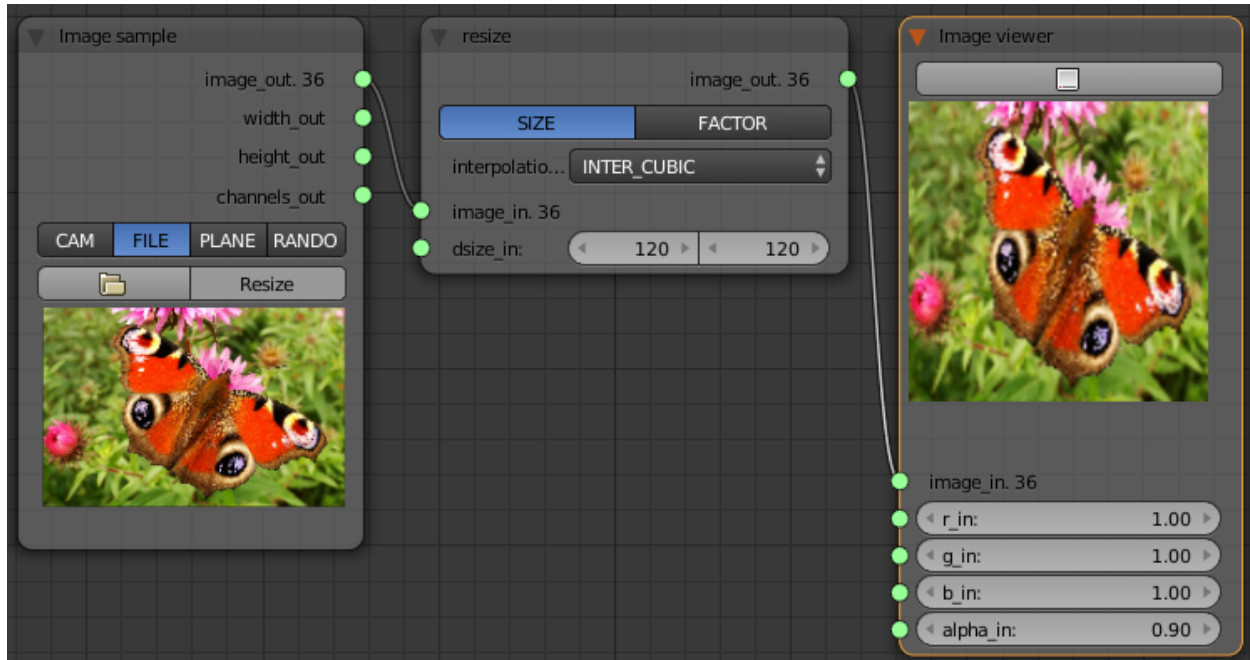 Image sample
image_out. 36
width_out
height_out
channels_out
CAM FILE PLANE RANDO
Resize
resize
image_out. 36
SIZE FACTOR
interpolatio... INTER_CUBIC
image_in. 36
dsize_in: 120 120
Image viewer
image_in. 36
r_in: 1.00
g_in: 1.00
b_in: 1.00
alpha_in: 0.90